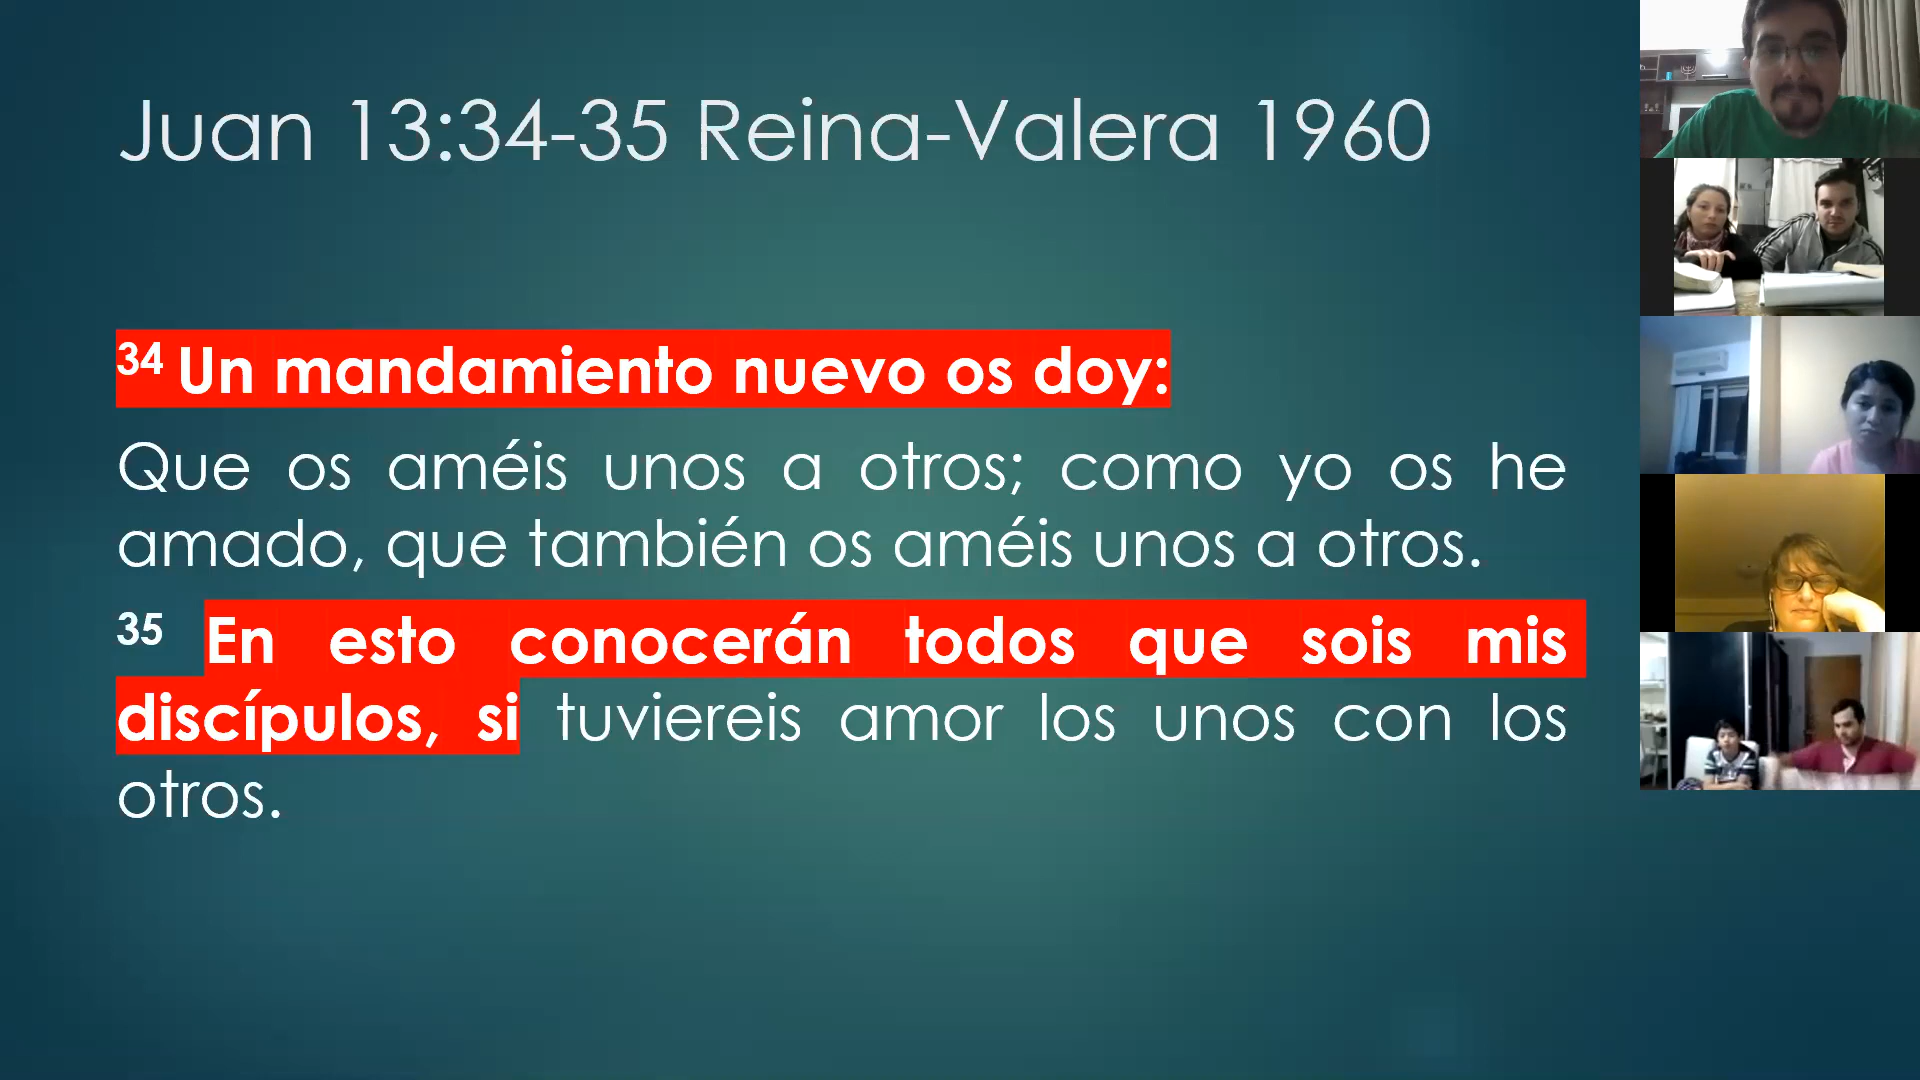 Juan 13:34-35 Reina-Valera 1960
34 Un mandamiento nuevo os doy:
Que os améis unos a otros; como yo os he
amado, que también os améis unos a otros.
35 En esto conocerán todos que sois mis
discípulos, si tuviereis amor los unos con los
otros.